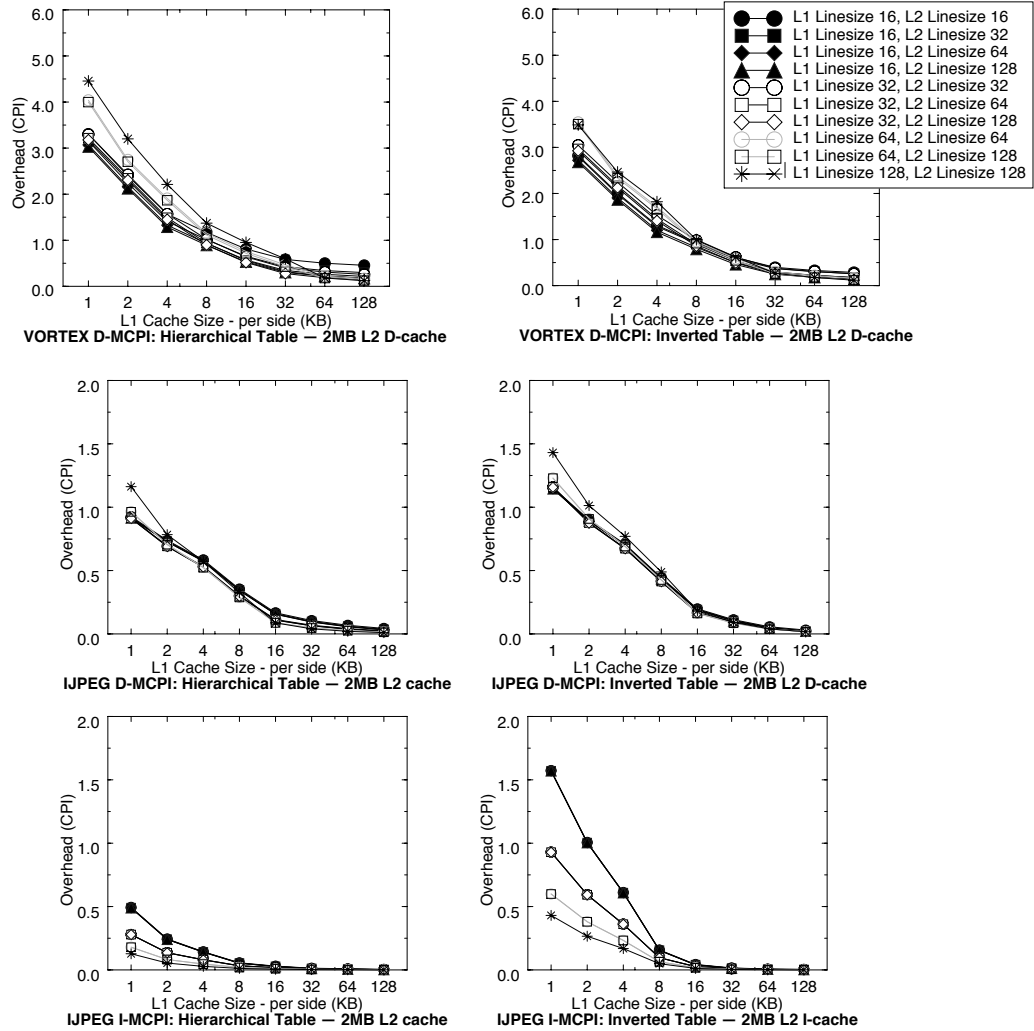 6.0
5.0
4.0
3.0
2.0
1.0
0.0
Overhead (CPI)
1 2 4 8 16 32 64 128
L1 Cache Size - per side (KB)
VORTEX D-MCPI: Hierarchical Table — 2MB L2 D-cache
6.0
5.0
4.0
3.0
2.0
1.0
0.0
Overhead (CPI)
1 2 4 8 16 32 64 128
L1 Cache Size - per side (KB)
VORTEX D-MCPI: Inverted Table — 2MB L2 D-cache
L1 Linesize 16, L2 Linesize 16
L1 Linesize 16, L2 Linesize 32
L1 Linesize 16, L2 Linesize 64
L1 Linesize 16, L2 Linesize 128
L1 Linesize 32, L2 Linesize 32
L1 Linesize 32, L2 Linesize 64
L1 Linesize 32, L2 Linesize 128
L1 Linesize 64, L2 Linesize 64
L1 Linesize 64, L2 Linesize 128
L1 Linesize 128, L2 Linesize 128
2.0
1.5
1.0
0.5
0.0
Overhead (CPI)
1 2 4 8 16 32 64 128
L1 Cache Size - per side (KB)
IJPEG D-MCPI: Hierarchical Table — 2MB L2 cache
2.0
1.5
1.0
0.5
0.0
Overhead (CPI)
1 2 4 8 16 32 64 128
L1 Cache Size - per side (KB)
IJPEG D-MCPI: Inverted Table — 2MB L2 D-cache
2.0
1.5
1.0
0.5
0.0
Overhead (CPI)
1 2 4 8 16 32 64 128
L1 Cache Size - per side (KB)
IJPEG I-MCPI: Hierarchical Table — 2MB L2 cache
2.0
1.5
1.0
0.5
0.0
Overhead (CPI)
1 2 4 8 16 32 64 128
L1 Cache Size - per side (KB)
IJPEG I-MCPI: Inverted Table — 2MB L2 I-cache